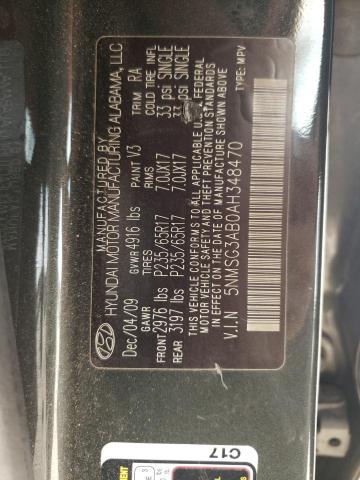 MANUFACTURED BY
HYUNDAI MOTOR MANUFACTURING ALABAMA, LLC
Dec/04/09 GVWR 4916 lbs PAINT V3 TRIM RA
GAWR TIRES RIMS COLD TIRE INFL
FRONT 2976 lbs P235/65R17 7.0JX17 33 psi SINGLE
REAR 3197 lbs P235/65R17 7.0JX17 33 psi SINGLE
THIS VEHICLE CONFORMS TO ALL APPLICABLE U.S. FEDERAL
SAFETY AND THEFT PREVENTION STANDARDS IN
EFFECT ON THE DATE OF MANUFACTURE SHOWN ABOVE
V.I.N 5NMSG3AB0AH348470 TYPE: MPV
C17